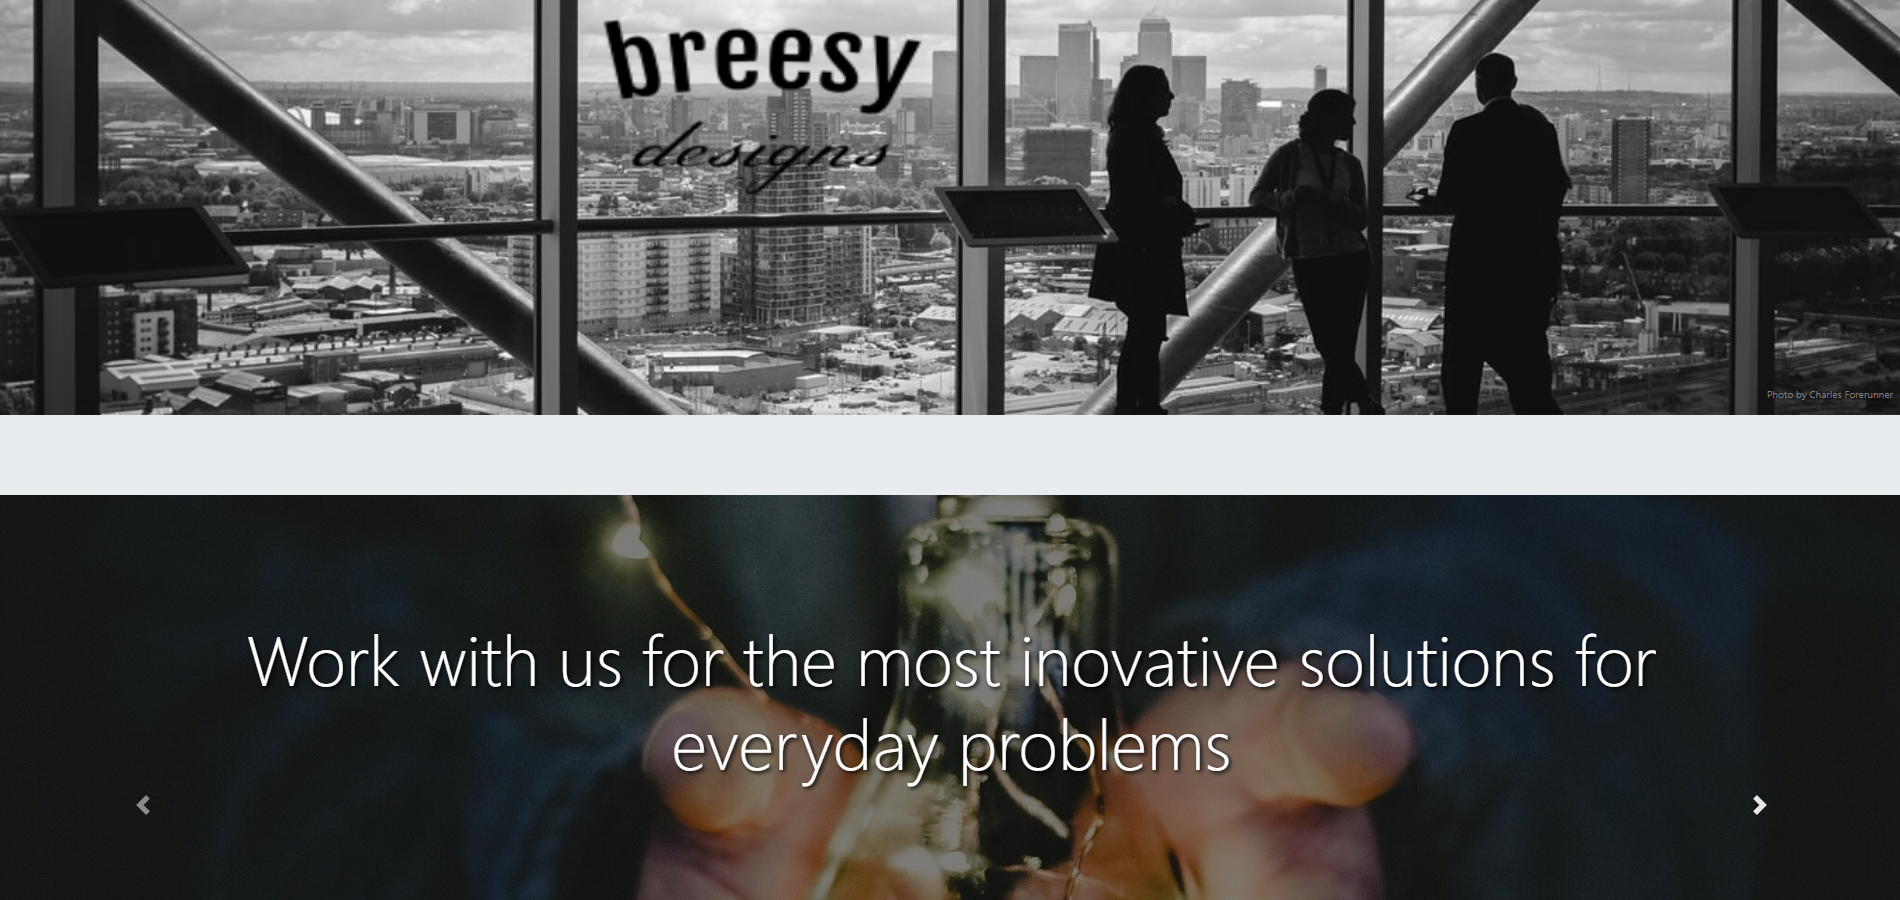 breesy
designs
Photo by Charles Forerunner
Work with us for the most inovative solutions for
everyday problems